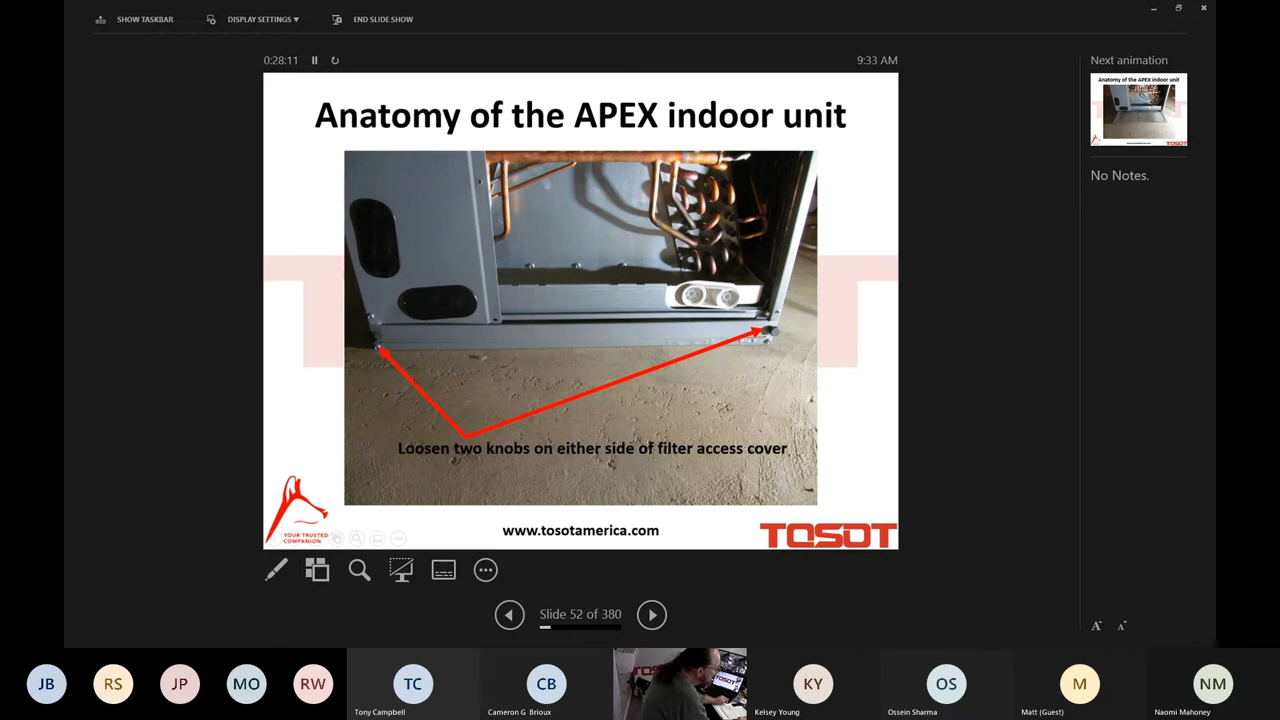 SHOW TASKBAR
DISPLAY SETTINGS ▼
END SLIDE SHOW
0:28:11
9:33 AM
Next animation
Anatomy of the APEX indoor unit
Loosen two knobs on either side of filter access cover
YOUR TRUSTED
COMPANION
www.tosotamerica.com
TOSOT
Anatomy of the APEX indoor unit
TOSOT
No Notes.
Slide 52 of 380
A
A
JB
RS
JP
MO
RW
TC
Tony Campbell
CB
Cameron G Brioux
TOSOT
KY
Kelsey Young
OS
Ossein Sharma
M
Matt (Guest)
NM
Naomi Mahoney